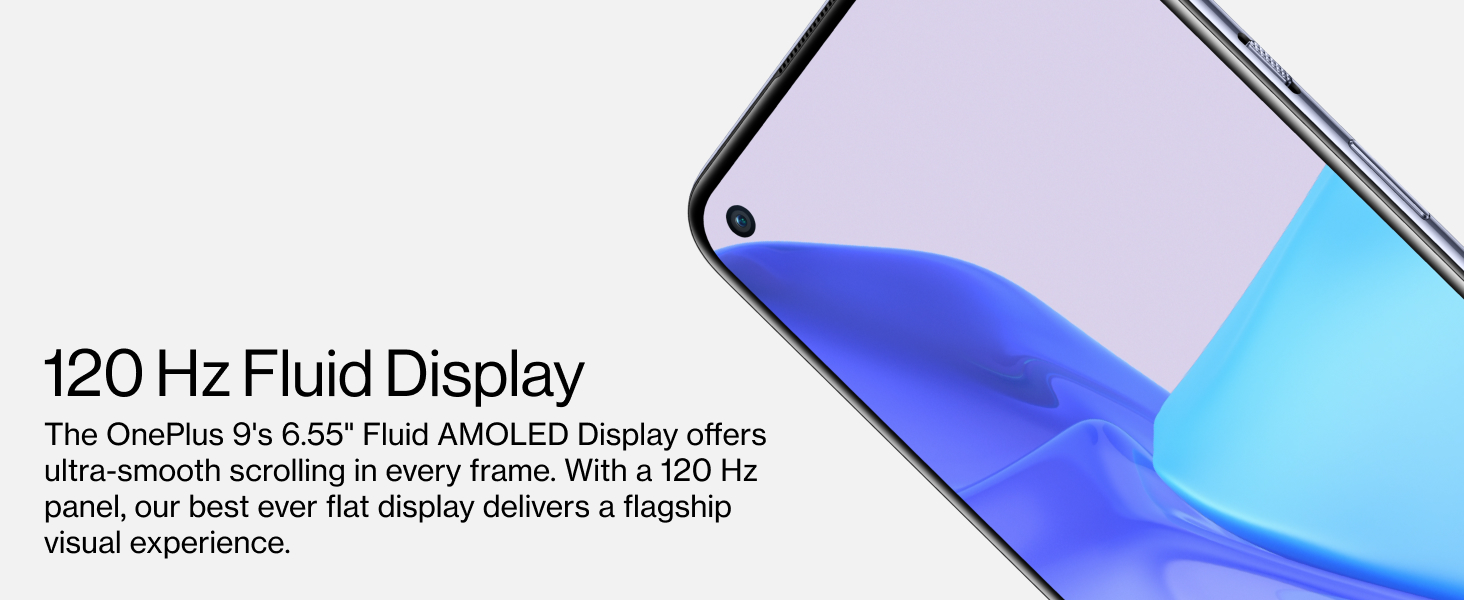 120 Hz Fluid Display
The OnePlus 9's 6.55" Fluid AMOLED Display offers
ultra-smooth scrolling in every frame. With a 120 Hz
panel, our best ever flat display delivers a flagship
visual experience.